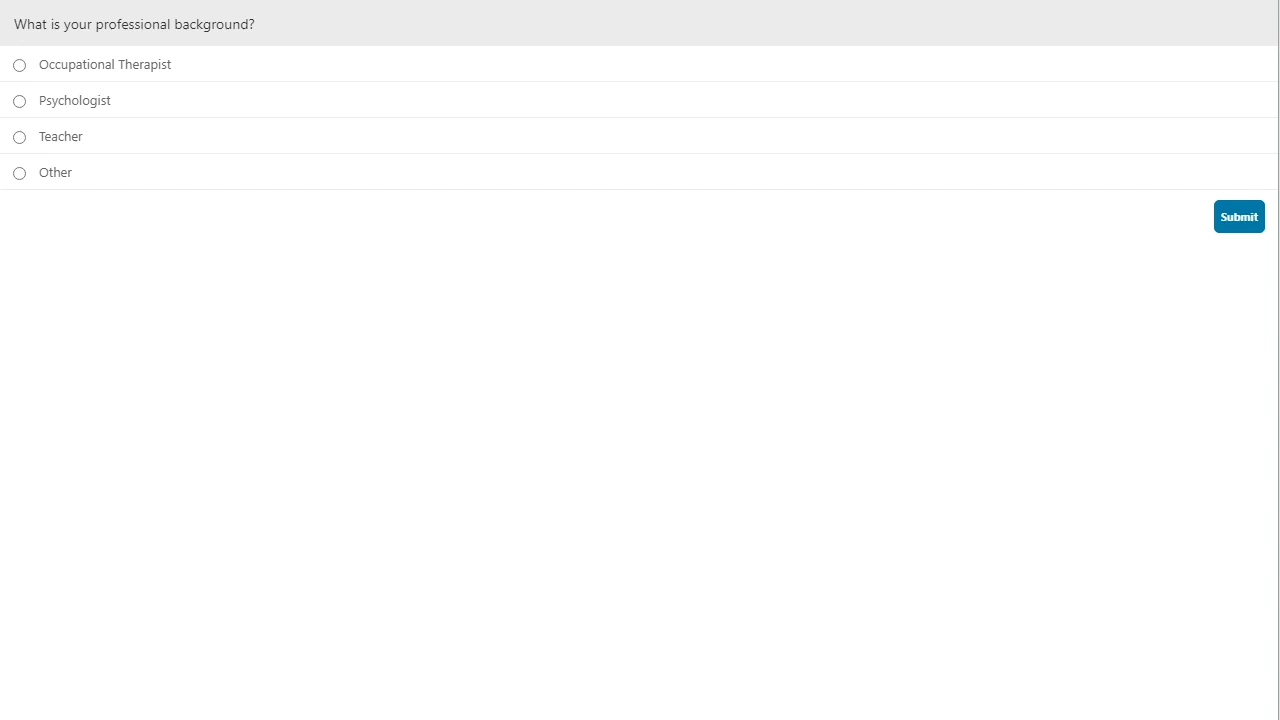 What is your professional background?
Occupational Therapist
Psychologist
Teacher
Other
Submit